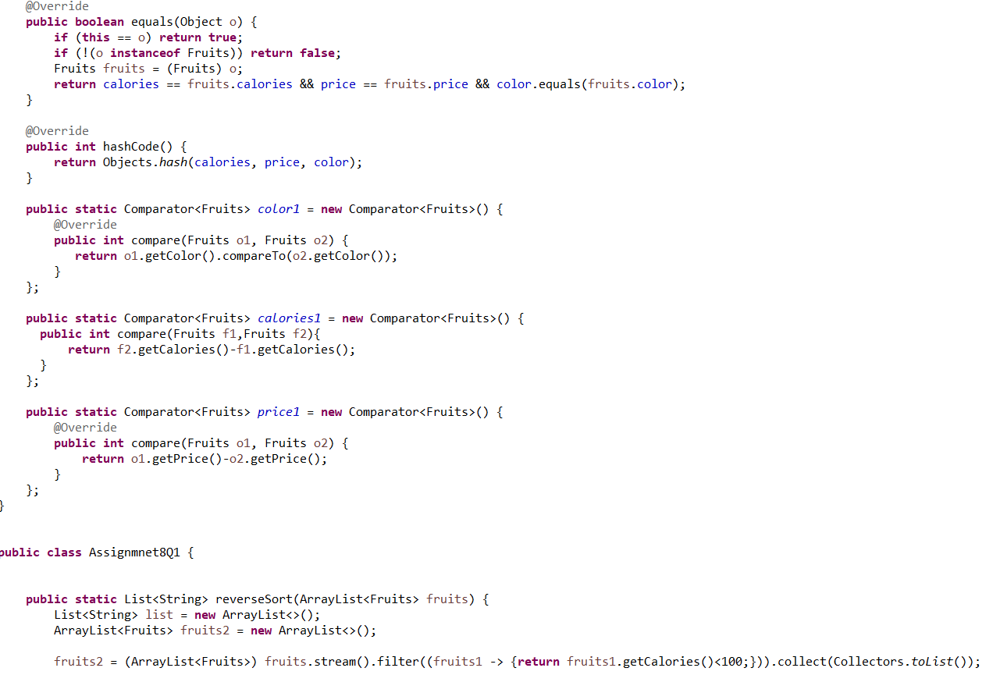 @Override
public boolean equals(Object o) {
if (this == o) return true;
if (!(o instanceof Fruits)) return false;
Fruits fruits = (Fruits) o;
return calories == fruits.calories && price == fruits.price && color.equals(fruits.color);
}
@Override
public int hashCode() {
return Objects.hash(calories, price, color);
}
public static Comparator<Fruits> color1 = new Comparator<Fruits>() {
@Override
public int compare(Fruits o1, Fruits o2) {
return o1.getColor().compareTo(o2.getColor());
}
};
public static Comparator<Fruits> calories1 = new Comparator<Fruits>() {
public int compare(Fruits f1,Fruits f2){
return f2.getCalories()-f1.getCalories();
}
};
public static Comparator<Fruits> price1 = new Comparator<Fruits>() {
@Override
public int compare(Fruits o1, Fruits o2) {
return o1.getPrice()-o2.getPrice();
}
};
}
public class Assignmnet8Q1 {
public static List<String> reverseSort(ArrayList<Fruits> fruits) {
List<String> list = new ArrayList<>();
ArrayList<Fruits> fruits2 = new ArrayList<>();
fruits2 = (ArrayList<Fruits>) fruits.stream().filter((fruits1 -> {return fruits1.getCalories()<100;})).collect(Collectors.toList());